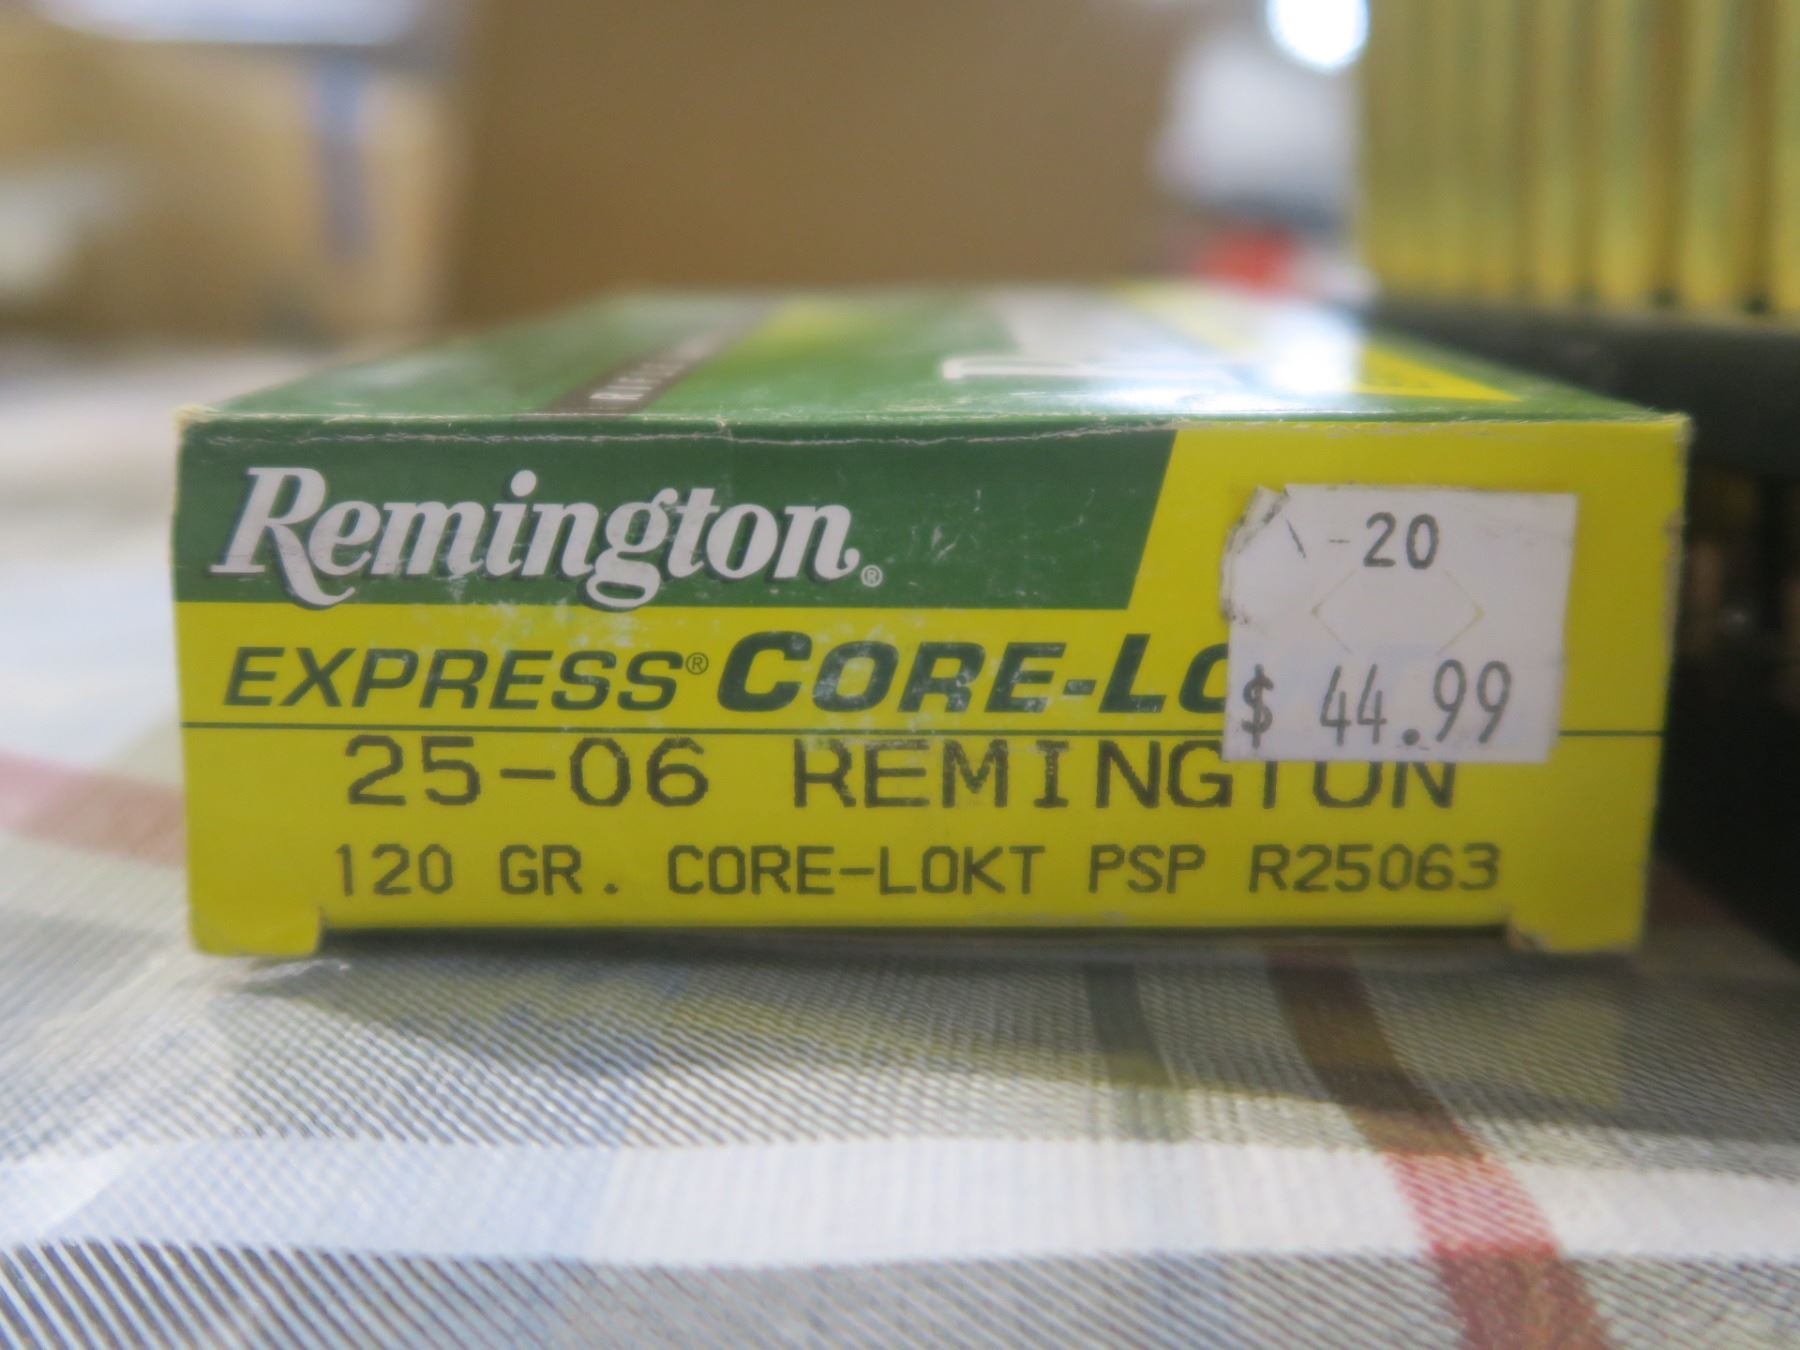 Remington®
EXPRESS® CORE-LO
-20
$ 44.99
25-06 REMINGTON
120 GR. CORE-LOKT PSP R25063